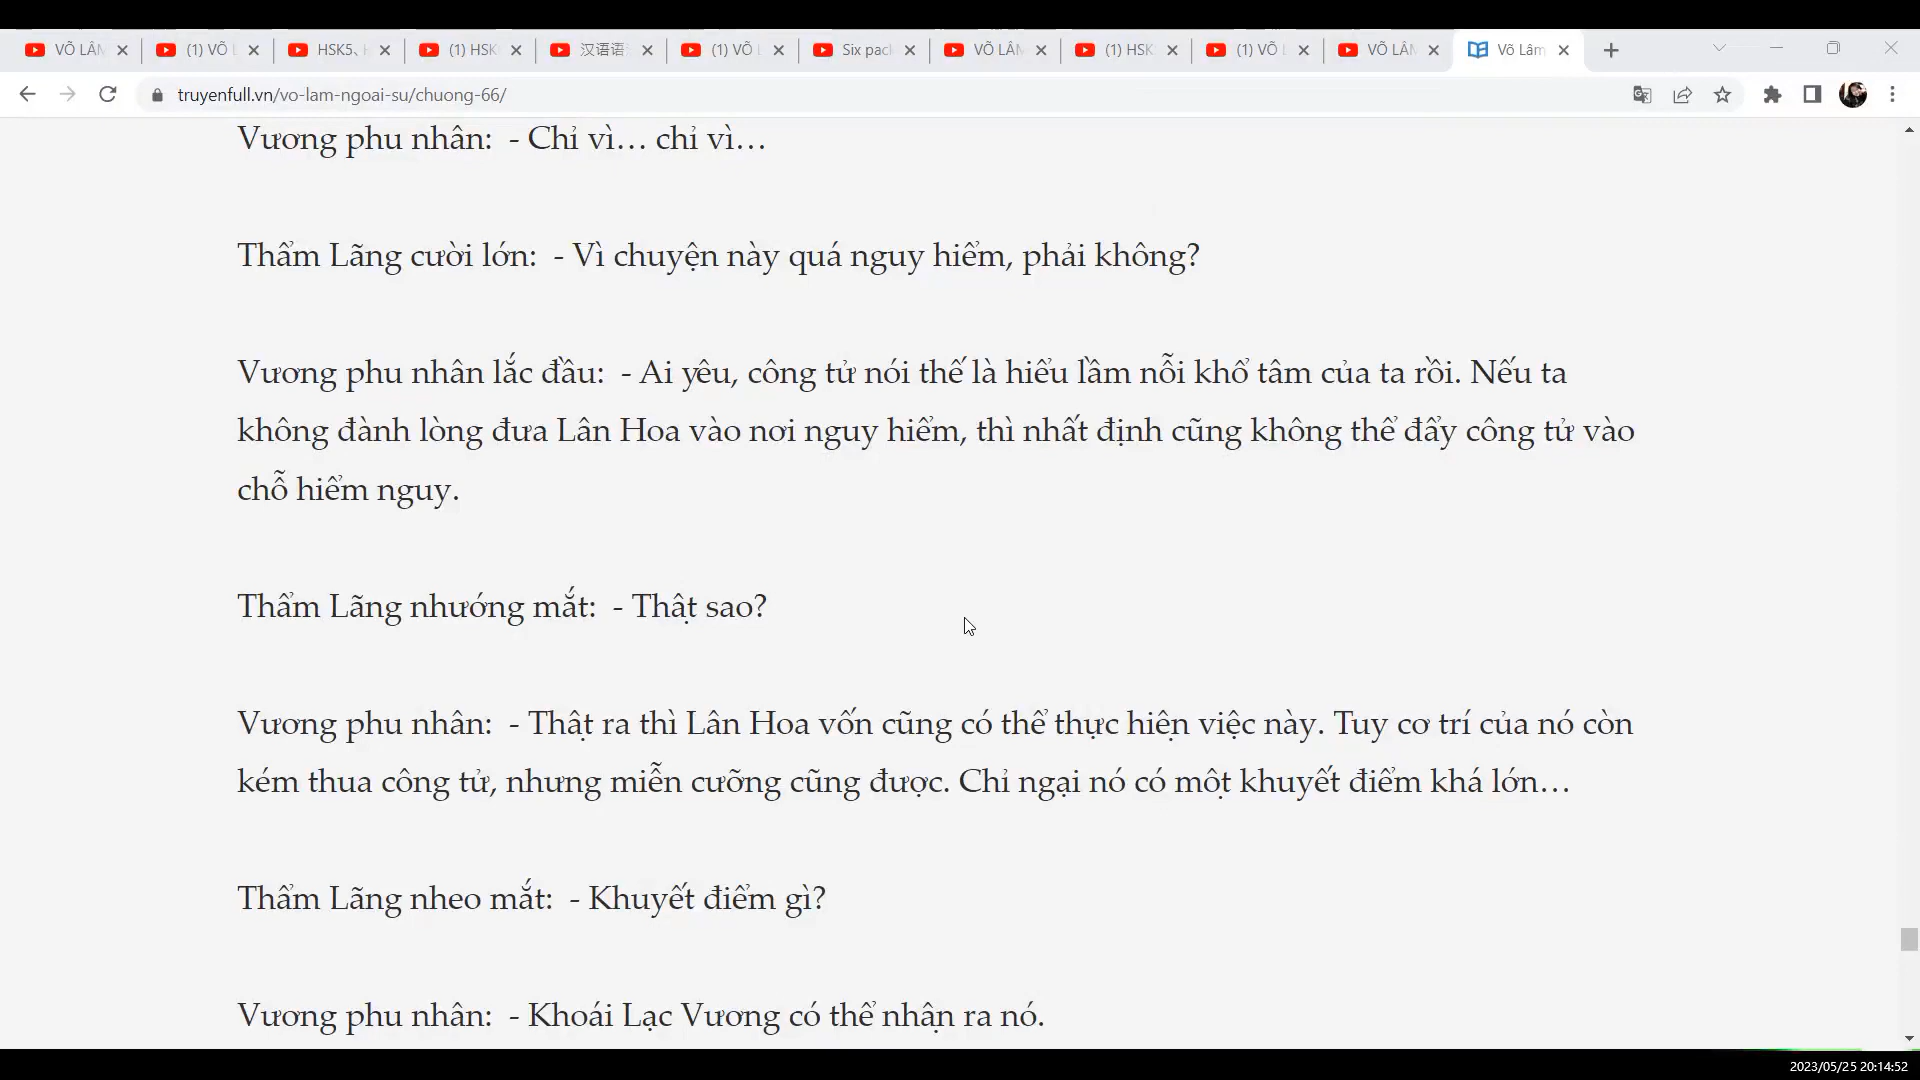 VÕ LÂM
(1) VÕ L
HSK5、H
(1) HSK
汉语语
(1) VÕ L
Six pac
VÕ LÂM
(1) HSK
(1) VÕ L
VÕ LÂM
Võ Lâm
truyenfull.vn/vo-lam-ngoai-su/chuong-66/
Vương phu nhân: - Chỉ vì… chỉ vì…
Thẩm Lãng cười lớn: - Vì chuyện này quá nguy hiểm, phải không?
Vương phu nhân lắc đầu: - Ai yêu, công tử nói thế là hiểu lầm nỗi khổ tâm của ta rồi. Nếu ta
không đành lòng đưa Lân Hoa vào nơi nguy hiểm, thì nhất định cũng không thể đẩy công tử vào
chỗ hiểm nguy.
Thẩm Lãng nhướng mắt: - Thật sao?
Vương phu nhân: - Thật ra thì Lân Hoa vốn cũng có thể thực hiện việc này. Tuy cơ trí của nó còn
kém thua công tử, nhưng miễn cưỡng cũng được. Chỉ ngại nó có một khuyết điểm khá lớn…
Thẩm Lãng nheo mắt: - Khuyết điểm gì?
Vương phu nhân: - Khoái Lạc Vương có thể nhận ra nó.
2023/05/25 20:14:52